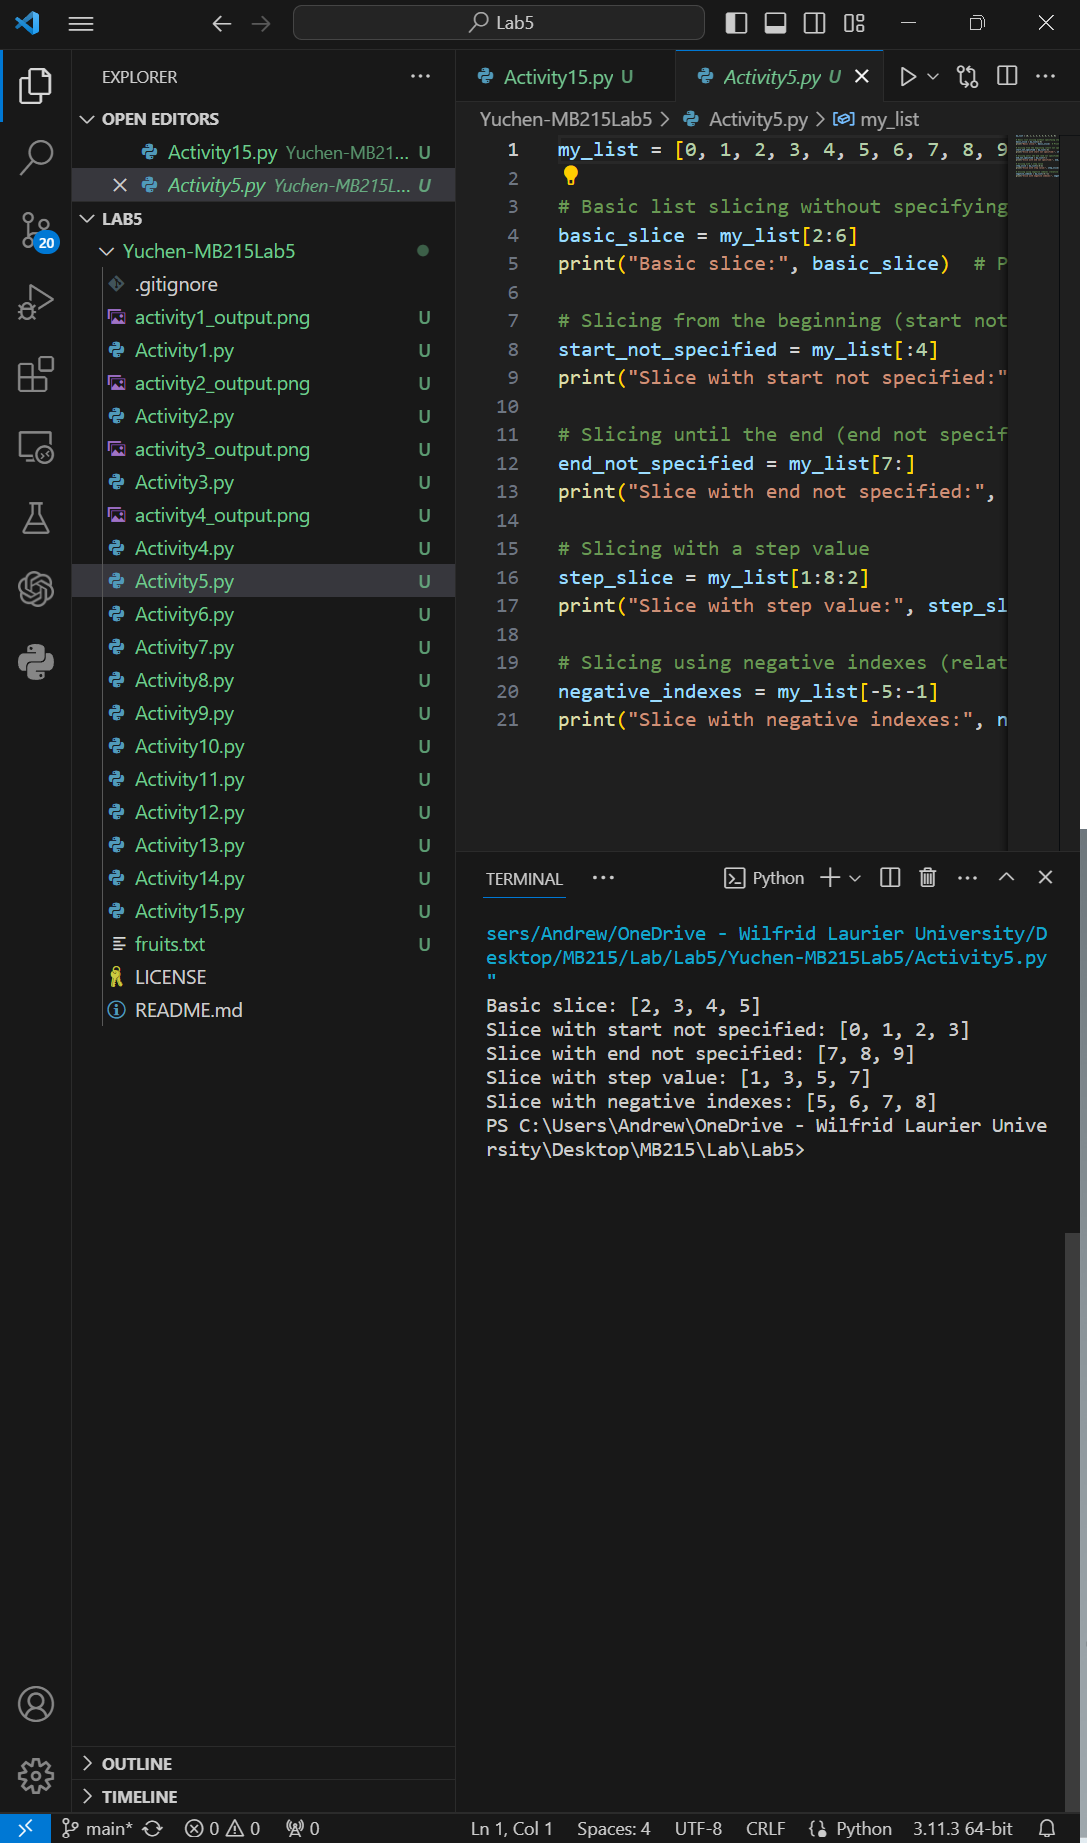 Lab5
EXPLORER
OPEN EDITORS
Activity15.py Yuchen-MB21... U
Activity5.py Yuchen-MB215L... U
LAB5
Yuchen-MB215Lab5
20
.gitignore
activity1_output.png U
Activity1.py U
activity2_output.png U
Activity2.py U
activity3_output.png U
Activity3.py U
activity4_output.png U
Activity4.py U
Activity5.py U
Activity6.py U
Activity7.py U
Activity8.py U
Activity9.py U
Activity10.py U
Activity11.py U
Activity12.py U
Activity13.py U
Activity14.py U
Activity15.py U
fruits.txt U
LICENSE
README.md
OUTLINE
TIMELINE
Activity15.py U Activity5.py U
Yuchen-MB215Lab5 > Activity5.py > my_list
1 my_list = [0, 1, 2, 3, 4, 5, 6, 7, 8, 9
2
3 # Basic list slicing without specifying
4 basic_slice = my_list[2:6]
5 print("Basic slice:", basic_slice)  # P
6
7 # Slicing from the beginning (start not
8 start_not_specified = my_list[:4]
9 print("Slice with start not specified:"
10
11 # Slicing until the end (end not specif
12 end_not_specified = my_list[7:]
13 print("Slice with end not specified:",
14
15 # Slicing with a step value
16 step_slice = my_list[1:8:2]
17 print("Slice with step value:", step_sl
18
19 # Slicing using negative indexes (relat
20 negative_indexes = my_list[-5:-1]
21 print("Slice with negative indexes:", n
TERMINAL Python
sers/Andrew/OneDrive - Wilfrid Laurier University/D
esktop/MB215/Lab/Lab5/Yuchen-MB215Lab5/Activity5.py
"
Basic slice: [2, 3, 4, 5]
Slice with start not specified: [0, 1, 2, 3]
Slice with end not specified: [7, 8, 9]
Slice with step value: [1, 3, 5, 7]
Slice with negative indexes: [5, 6, 7, 8]
PS C:\Users\Andrew\OneDrive - Wilfrid Laurier Unive
rsity\Desktop\MB215\Lab\Lab5>
main* 0 0 0 Ln 1, Col 1 Spaces: 4 UTF-8 CRLF Python 3.11.3 64-bit